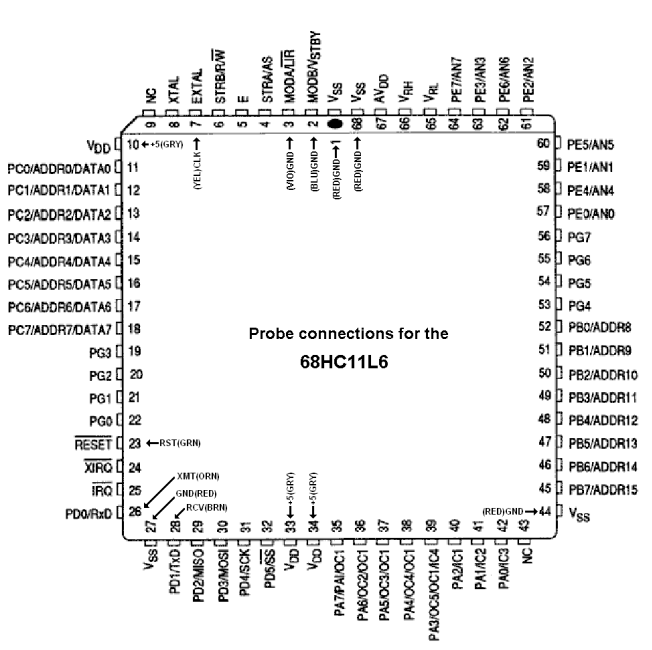 NC
XTAL
EXTAL
STRB/R/W
E
STRA/AS
MODA/LIR
MODB/VSTBY
VSS
VSS
AVDD
VRH
VRL
PE7/AN7
PE3/AN3
PE6/AN6
PE2/AN2
9
8
7
6
5
4
3
2
1
68
67
66
65
64
63
62
61
VDD 10 +5(GRY)
PC0/ADDR0/DATA0 11
PC1/ADDR1/DATA1 12
PC2/ADDR2/DATA2 13
PC3/ADDR3/DATA3 14
PC4/ADDR4/DATA4 15
PC5/ADDR5/DATA5 16
PC6/ADDR6/DATA6 17
PC7/ADDR7/DATA7 18
PG3 19
PG2 20
PG1 21
PG0 22
RESET 23 RST(GRN)
XIRQ 24
IRQ 25
PD0/RxD 26
(YEL)CLK
(VIO)GND
(BLU)GND
(RED)GND
(RED)GND
Probe connections for the
68HC11L6
60 PE5/AN5
59 PE1/AN1
58 PE4/AN4
57 PE0/AN0
56 PG7
55 PG6
54 PG5
53 PG4
52 PB0/ADDR8
51 PB1/ADDR9
50 PB2/ADDR10
49 PB3/ADDR11
48 PB4/ADDR12
47 PB5/ADDR13
46 PB6/ADDR14
45 PB7/ADDR15
(RED)GND 44 VSS
XMT(ORN)
GND(RED)
RCV(BRN)
+5(GRY)
+5(GRY)
27
28
29
30
31
32
33
34
35
36
37
38
39
40
41
42
43
VSS
PD1/TxD
PD2/MISO
PD3/MOSI
PD4/SCK
PD5/SS
VDD
VDD
PA7/PAI/OC1
PA6/OC2/OC1
PA5/OC3/OC1
PA4/OC4/OC1
PA3/OC5/OC1/IC4
PA2/IC1
PA1/IC2
PA0/IC3
NC